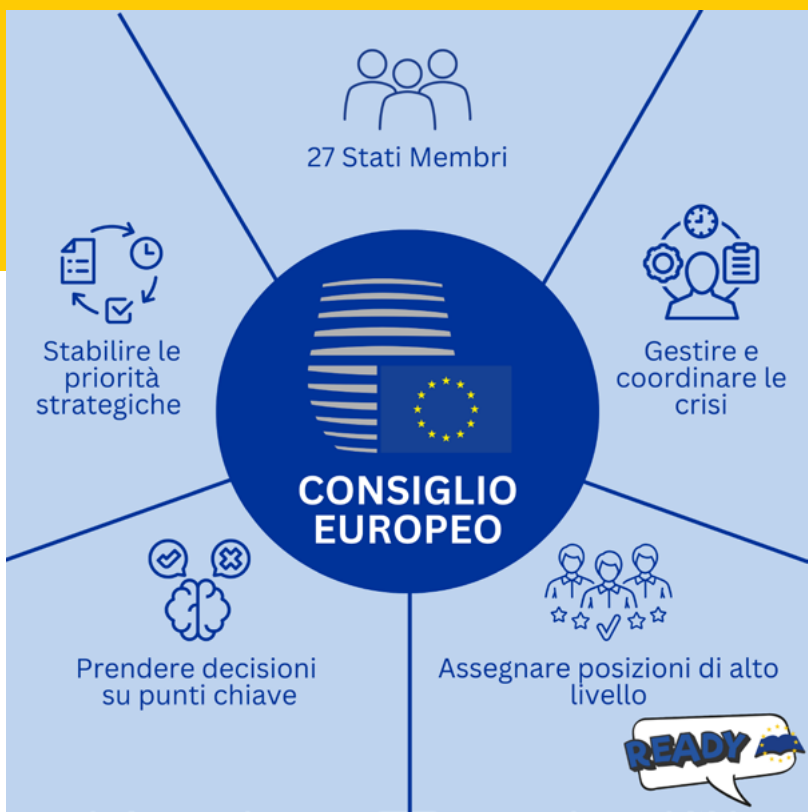 27 Stati Membri
Stabilire le
priorità
strategiche
Gestire e
coordinare le
crisi
CONSIGLIO
EUROPEO
Prendere decisioni
su punti chiave
Assegnare posizioni di alto
livello
READY